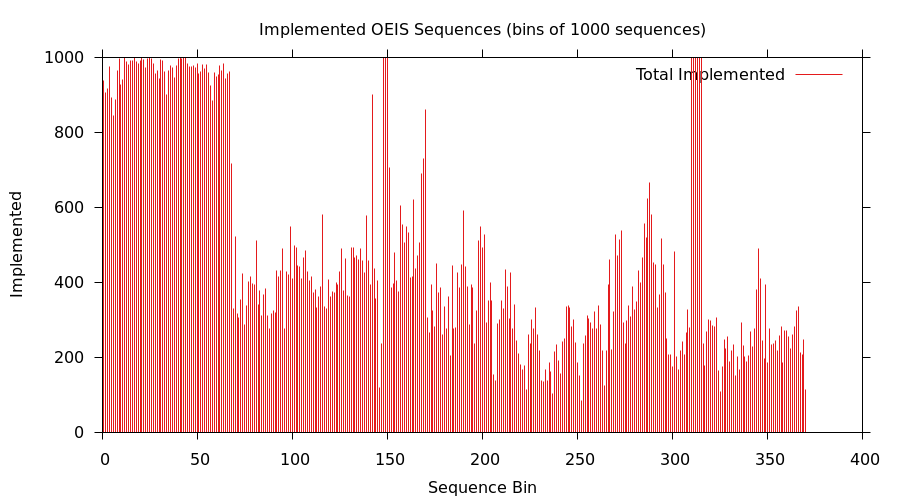 Implemented OEIS Sequences (bins of 1000 sequences)
Total Implemented
1000
800
600
400
200
0
Implemented
0 50 100 150 200 250 300 350 400
Sequence Bin